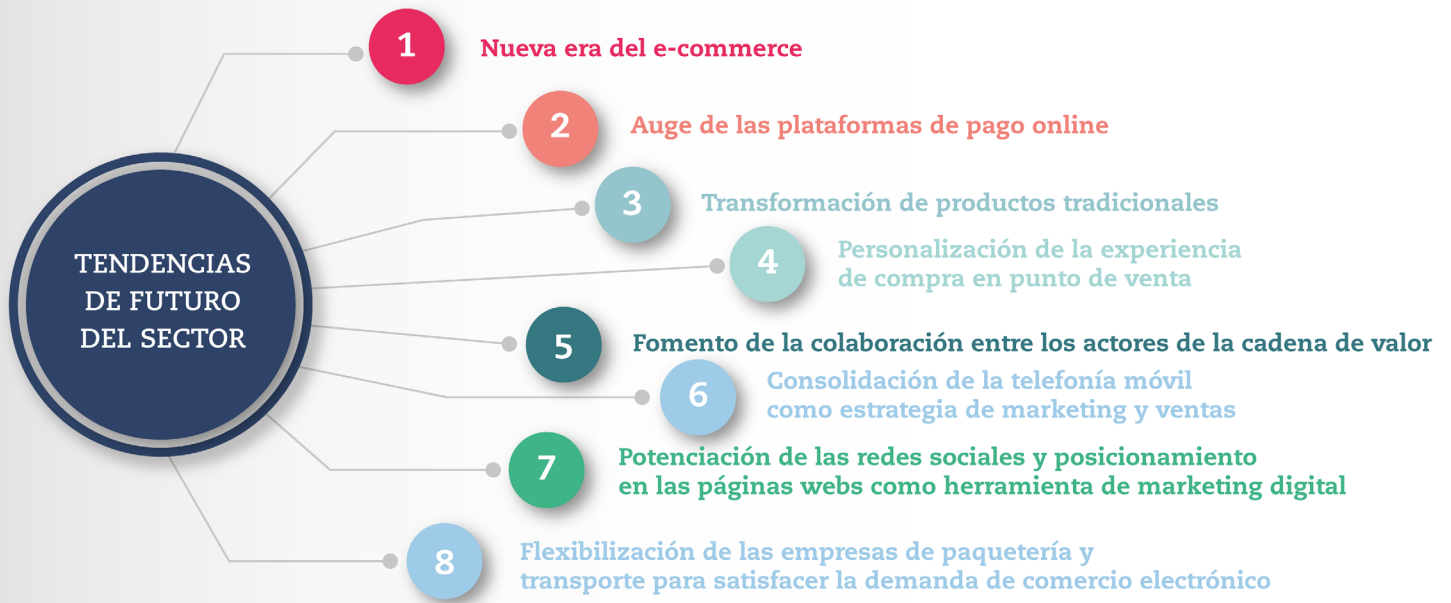 TENDENCIAS
DE FUTURO
DEL SECTOR
1
Nueva era del e-commerce
2
Auge de las plataformas de pago online
3
Transformación de productos tradicionales
4
Personalización de la experiencia
de compra en punto de venta
5
Fomento de la colaboración entre los actores de la cadena de valor
6
Consolidación de la telefonía móvil
como estrategia de marketing y ventas
7
Potenciación de las redes sociales y posicionamiento
en las páginas webs como herramienta de marketing digital
8
Flexibilización de las empresas de paquetería y
transporte para satisfacer la demanda de comercio electrónico